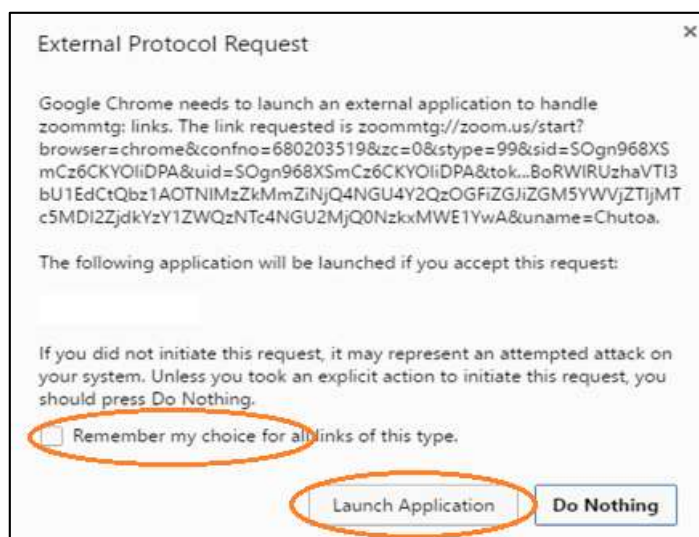 External Protocol Request
Google Chrome needs to launch an external application to handle
zoommtg: links. The link requested is zoommtg://zoom.us/start?
browser=chrome&confno=680203519&zc=0&stype=99&sid=SOgn968XS
mCz6CKYOliDPA&uid=SOgn968XSmCz6CKYOliDPA&tok...BoRWlRUzhaVTl3
bU1EdCtQbz1AOTNlMzZkMmZiNjQ4NGU4Y2QzOGFiZGJiZGM5YWVjZTljMT
c5MDI2ZjdkYzY1ZWQzNTc4NGU2MjQ0NzkxMWE1YwA&uname=Chutoa.
The following application will be launched if you accept this request:
If you did not initiate this request, it may represent an attempted attack on
your system. Unless you took an explicit action to initiate this request, you
should press Do Nothing.
Remember my choice for all links of this type.
Launch Application Do Nothing